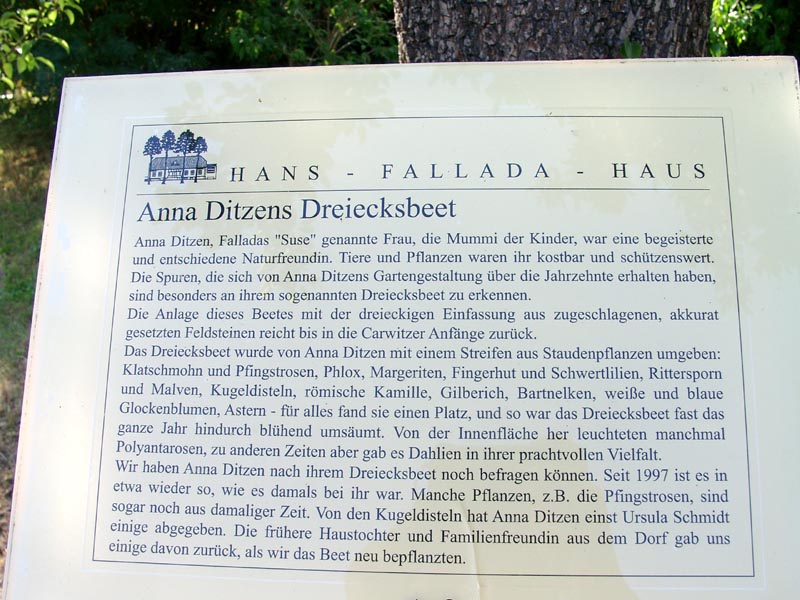 HANS - FALLADA - HAUS
Anna Ditzens Dreiecksbeet
Anna Ditzen, Falladas "Suse" genannte Frau, die Mummi der Kinder, war eine begeisterte
und entschiedene Naturfreundin. Tiere und Pflanzen waren ihr kostbar und schützenswert.
Die Spuren, die sich von Anna Ditzens Gartengestaltung über die Jahrzehnte erhalten haben,
sind besonders an ihrem sogenannten Dreiecksbeet zu erkennen.
Die Anlage dieses Beetes mit der dreieckigen Einfassung aus zugeschlagenen, akkurat
gesetzten Feldsteinen reicht bis in die Carwitzer Anfänge zurück.
Das Dreiecksbeet wurde von Anna Ditzen mit einem Streifen aus Staudenpflanzen umgeben:
Klatschmohn und Pfingstrosen, Phlox, Margeriten, Fingerhut und Schwertlilien, Rittersporn
und Malven, Kugeldisteln, römische Kamille, Gilberich, Bartnelken, weiße und blaue
Glockenblumen, Astern - für alles fand sie einen Platz, und so war das Dreiecksbeet fast das
ganze Jahr hindurch blühend umsäumt. Von der Innenfläche her leuchteten manchmal
Polyantarosen, zu anderen Zeiten aber gab es Dahlien in ihrer prachtvollen Vielfalt.
Wir haben Anna Ditzen nach ihrem Dreiecksbeet noch befragen können. Seit 1997 ist es in
etwa wieder so, wie es damals bei ihr war. Manche Pflanzen, z.B. die Pfingstrosen, sind
sogar noch aus damaliger Zeit. Von den Kugeldisteln hat Anna Ditzen einst Ursula Schmidt
einige abgegeben. Die frühere Haustochter und Familienfreundin aus dem Dorf gab uns
einige davon zurück, als wir das Beet neu bepflanzten.